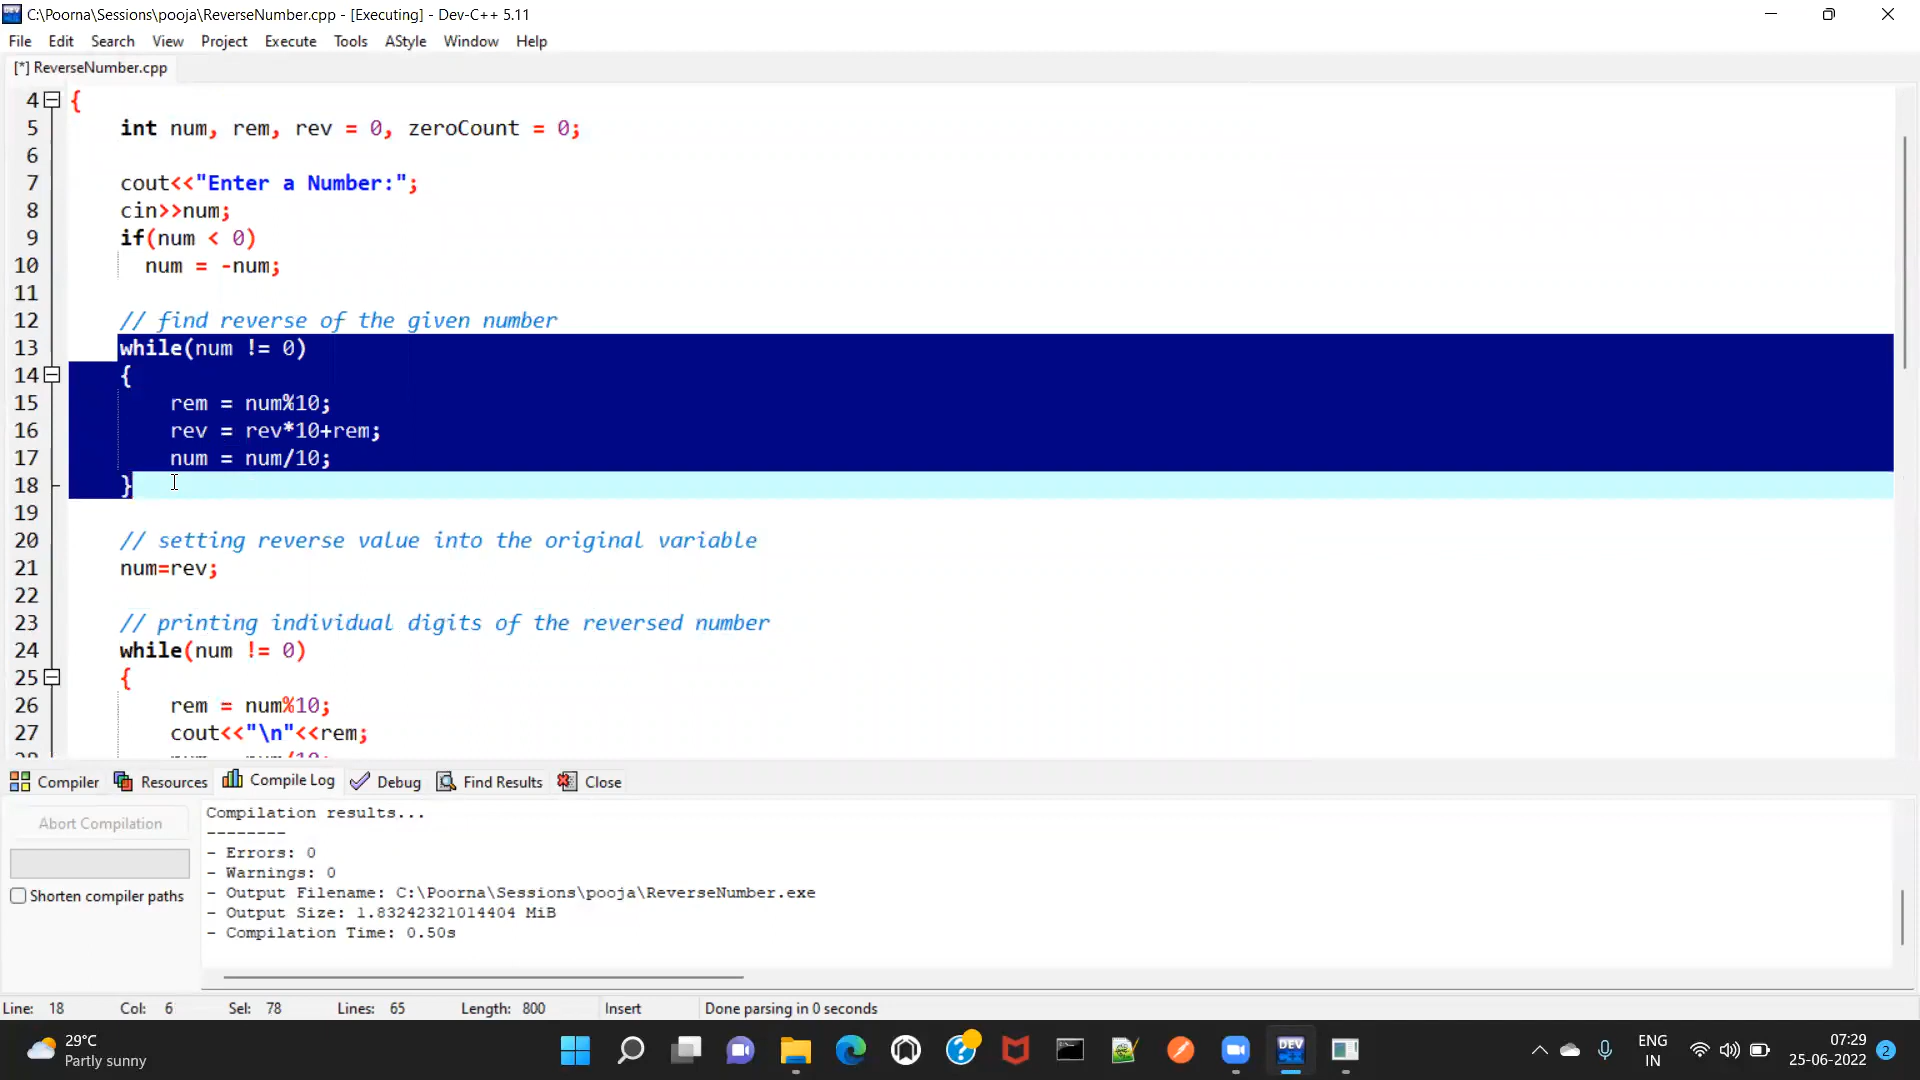 C:\Poorna\Sessions\pooja\ReverseNumber.cpp - [Executing] - Dev-C++ 5.11
File Edit Search View Project Execute Tools AStyle Window Help
[*] ReverseNumber.cpp
4 {
5 int num, rem, rev = 0, zeroCount = 0;
6
7 cout<<"Enter a Number:";
8 cin>>num;
9 if(num < 0)
10 num = -num;
11
12 // find reverse of the given number
13 while(num != 0)
14 {
15 rem = num%10;
16 rev = rev*10+rem;
17 num = num/10;
18 }
19
20 // setting reverse value into the original variable
21 num=rev;
22
23 // printing individual digits of the reversed number
24 while(num != 0)
25 {
26 rem = num%10;
27 cout<<"\n"<<rem;
Compiler Resources Compile Log Debug Find Results Close
Abort Compilation
Shorten compiler paths
Compilation results...
--------
- Errors: 0
- Warnings: 0
- Output Filename: C:\Poorna\Sessions\pooja\ReverseNumber.exe
- Output Size: 1.83242321014404 MiB
- Compilation Time: 0.50s
Line: 18 Col: 6 Sel: 78 Lines: 65 Length: 800 Insert Done parsing in 0 seconds
29°C
Partly sunny
DEV
ENG
IN
07:29
25-06-2022
2